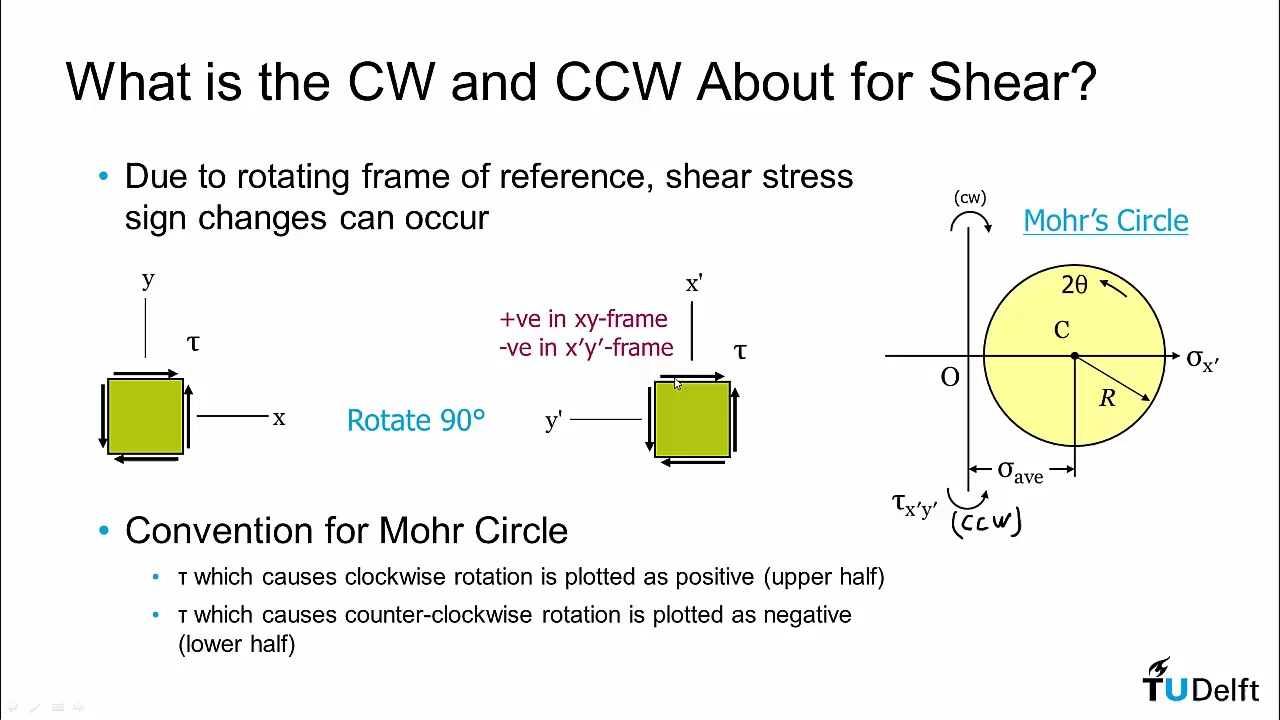 What is the CW and CCW About for Shear?
• Due to rotating frame of reference, shear stress
sign changes can occur
y
τ
x
Rotate 90°
x'
+ve in xy-frame
-ve in x'y'-frame
τ
y'
(cw)
Mohr's Circle
2θ
C
O
σx'
R
σave
τx'y'
(CCW)
• Convention for Mohr Circle
• τ which causes clockwise rotation is plotted as positive (upper half)
• τ which causes counter-clockwise rotation is plotted as negative
(lower half)
TUDelft